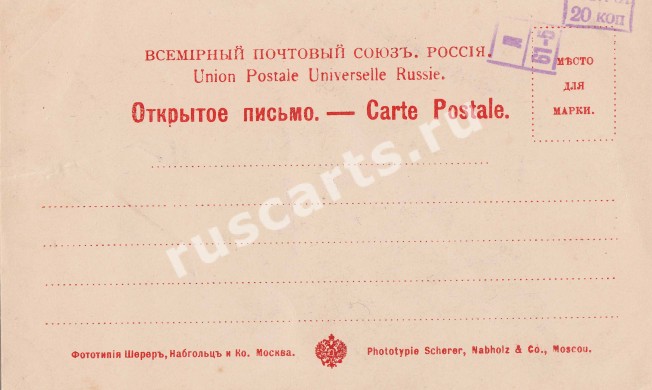 20 коп
ВСЕМІРНЫЙ ПОЧТОВЫЙ СОЮЗЪ. РОССІЯ.
Union Postale Universelle Russie.
Открытое письмо. — Carte Postale.
МѢСТО
ДЛЯ
МАРКИ.
ruscarts.ru
Фототипія Шереръ, Набгольцъ и Ко. Москва.
Phototypie Scherer, Nabholz & Co., Moscou.